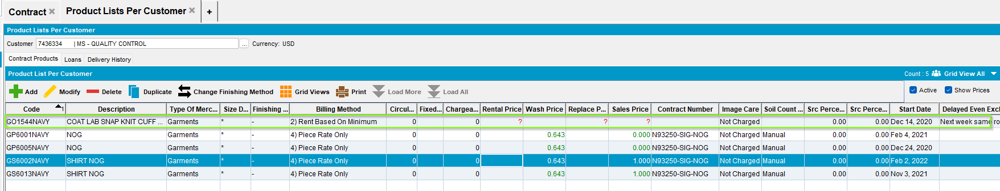 Contract × Product Lists Per Customer × +
Product Lists Per Customer
Customer 7436334 | MS - QUALITY CONTROL ... Currency: USD
Contract Products Loans Delivery History
Product List Per Customer Count : 5 Grid View All
Add Modify Delete Duplicate Change Finishing Method Grid Views Print Load More Load All Active Show Prices
Code 1 Description Type Of Merc... Size D... Finishing ... Billing Method Circul... Fixed... Chargea... Rental Price Wash Price Replace P... Sales Price Contract Number Image Care Soil Count ... Src Perce... Src Perce... Start Date Delayed Even Excl
GO1544NAVY COAT LAB SNAP KNIT CUFF ... Garments * - 2) Rent Based On Minimum 0 0 ? ? ? Not Charged 0.00 0.00 Dec 14, 2020 Next week same ro
GP6001NAVY NOG Garments * - 4) Piece Rate Only 0 0 0.643 0.000 N93250-SIG-NOG Not Charged Manual 0.00 0.00 Feb 4, 2021
GP6005NAVY NOG Garments * - 4) Piece Rate Only 0 0 0.643 0.000 N93250-SIG-NOG Not Charged Manual 0.00 0.00 Dec 24, 2020
GS6002NAVY SHIRT NOG Garments * - 4) Piece Rate Only 0 0 0.643 1.000 N93250-SIG-NOG Not Charged Manual 0.00 0.00 Feb 2, 2022
GS6013NAVY SHIRT NOG Garments * - 4) Piece Rate Only 0 0 0.643 1.000 N93250-SIG-NOG Not Charged Manual 0.00 0.00 Nov 3, 2021